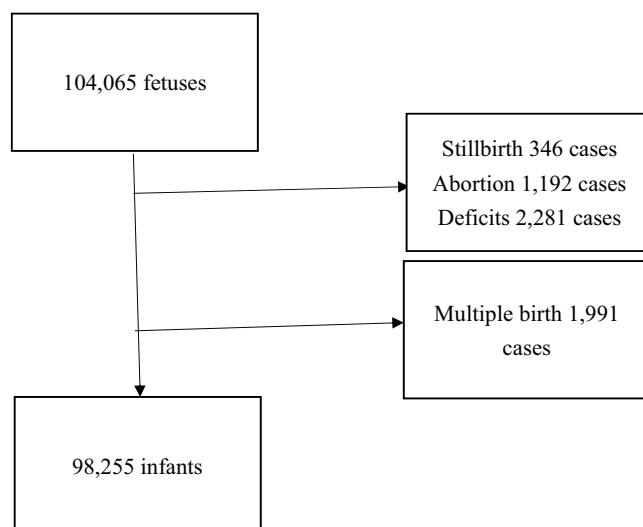 104,065 fetuses
Stillbirth 346 cases
Abortion 1,192 cases
Deficits 2,281 cases
Multiple birth 1,991
cases
98,255 infants